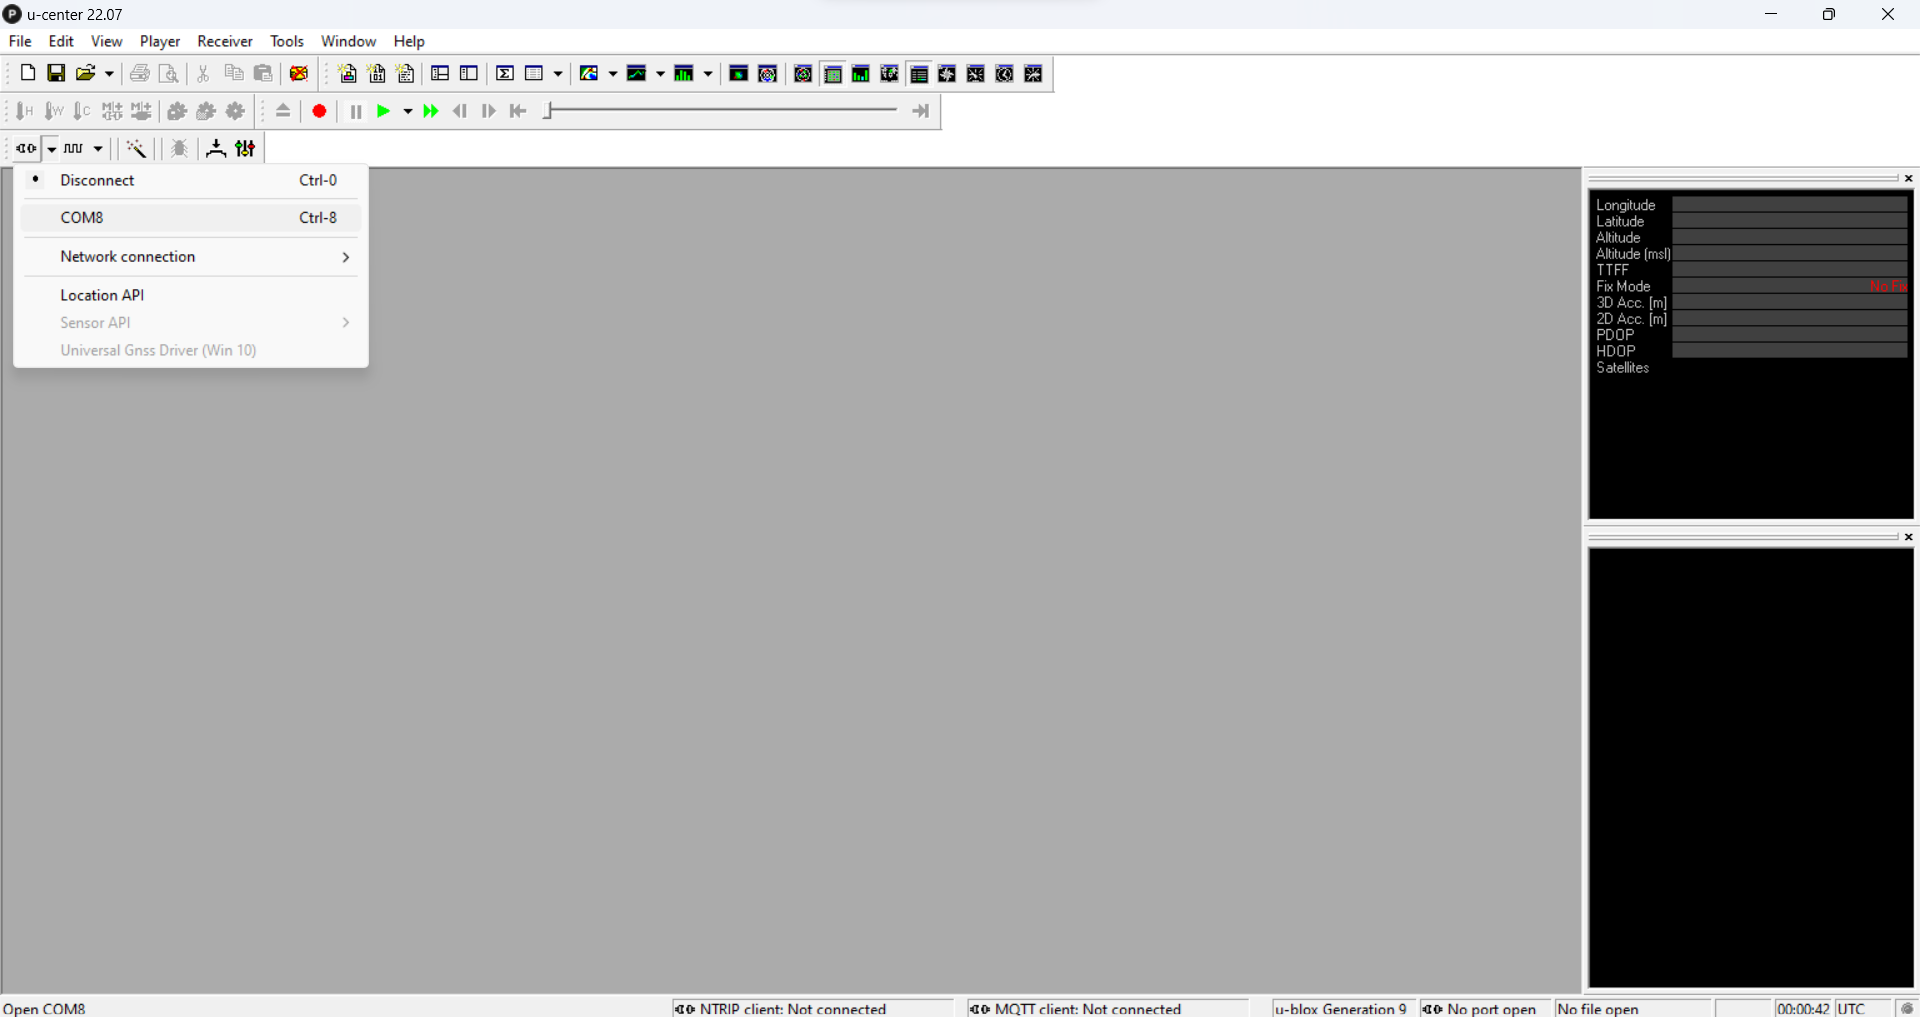 u-center 22.07
File Edit View Player Receiver Tools Window Help
Disconnect Ctrl-0
COM8 Ctrl-8
Network connection
Location API
Sensor API
Universal Gnss Driver (Win 10)
Longitude
Latitude
Altitude
Altitude (msl)
TTFF
Fix Mode No Fix
3D Acc. [m]
2D Acc. [m]
PDOP
HDOP
Satellites
Open COM8 NTRIP client: Not connected MQTT client: Not connected u-blox Generation 9 No port open No file open 00:00:42 UTC